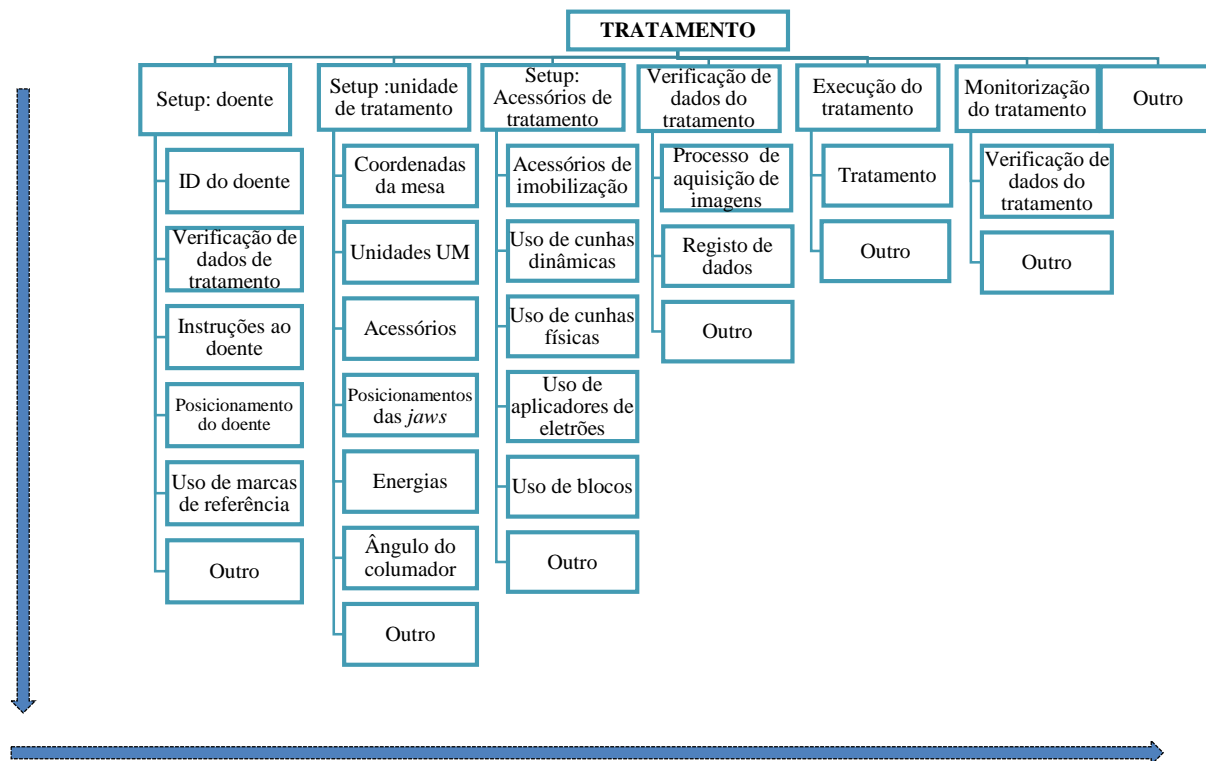 TRATAMENTO
Setup: doente
ID do doente
Verificação de
dados de
tratamento
Instruções ao
doente
Posicionamento
do doente
Uso de marcas
de referência
Outro
Setup :unidade
de tratamento
Coordenadas
da mesa
Unidades UM
Acessórios
Posicionamentos
das jaws
Energias
Ângulo do
columador
Outro
Setup:
Acessórios de
tratamento
Acessórios de
imobilização
Uso de cunhas
dinâmicas
Uso de cunhas
físicas
Uso de
aplicadores de
eletrões
Uso de blocos
Outro
Verificação de
dados do
tratamento
Processo de
aquisição de
imagens
Registo de
dados
Outro
Execução do
tratamento
Tratamento
Outro
Monitorização
do tratamento
Verificação de
dados do
tratamento
Outro
Outro